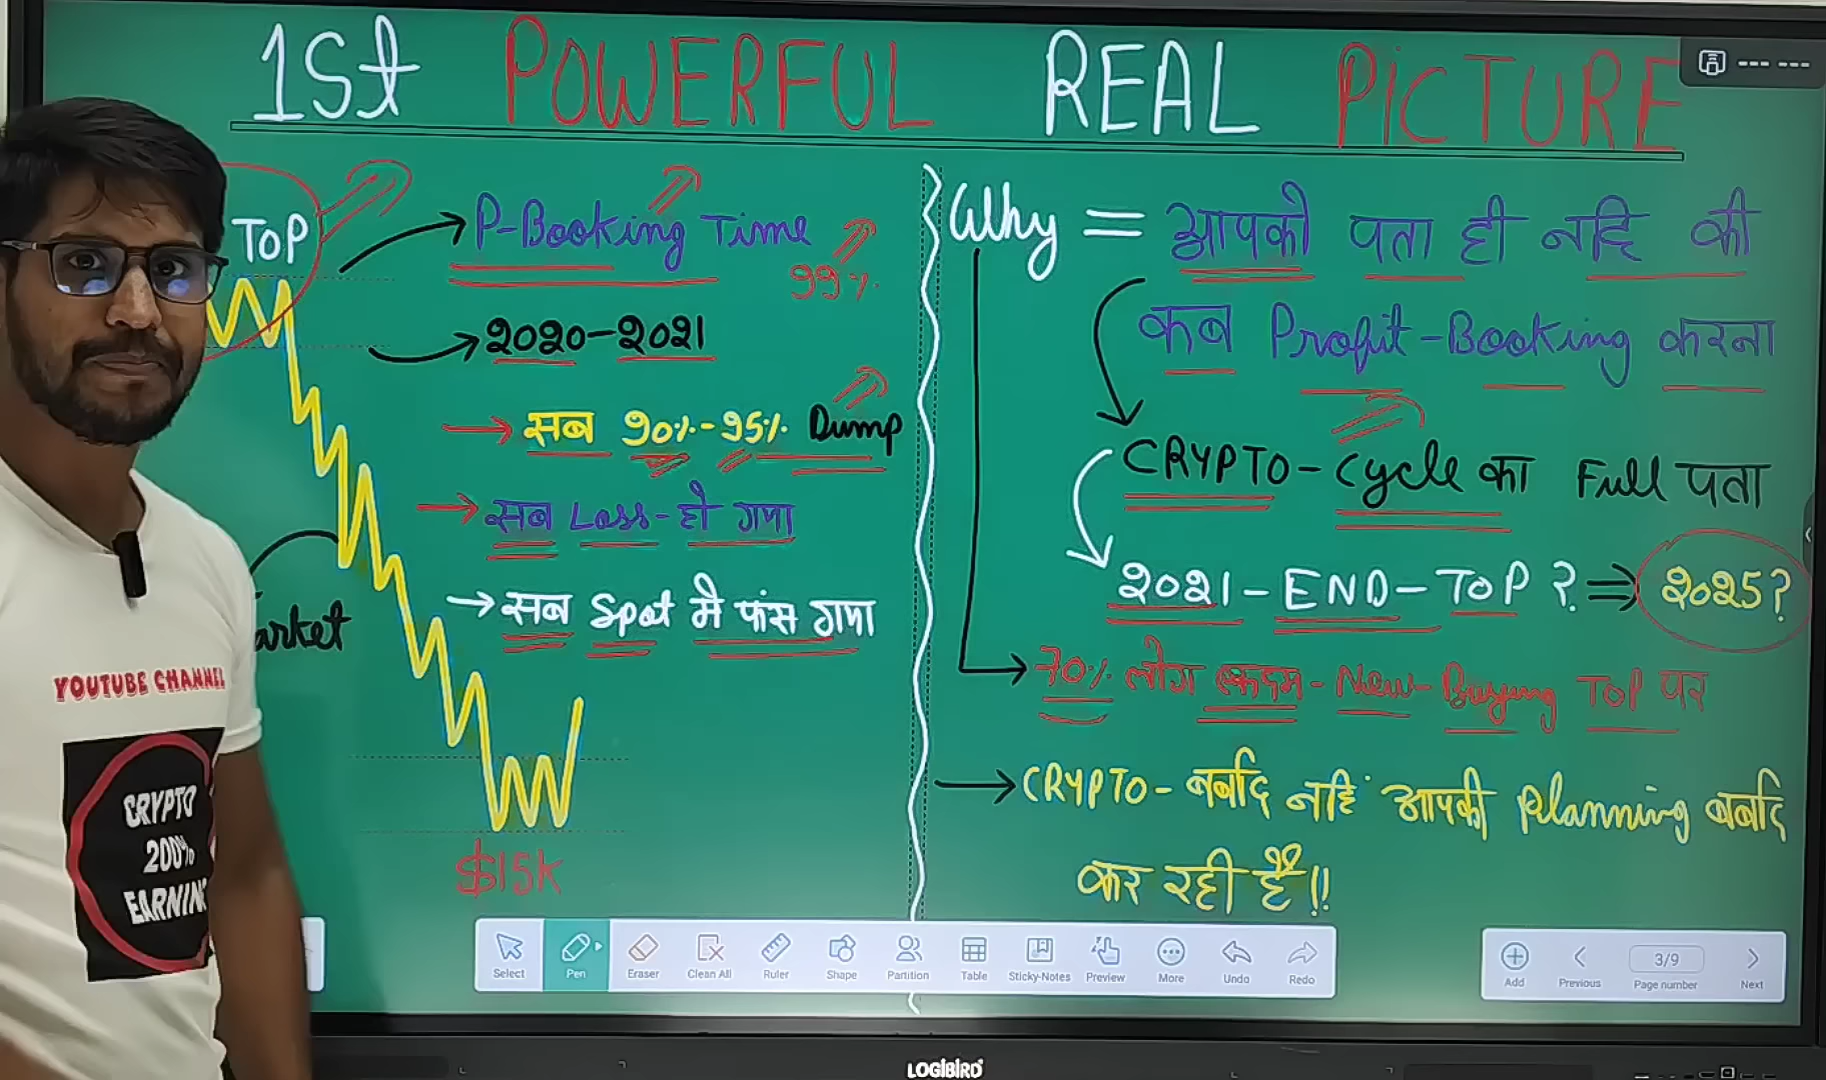 1St POWERFUL REAL PiCTURE
TOP
P-Booking Time
99%
2020-2021
सब 90%-95% Dump
सब Loss-हो गया
सब Spot मे फंस गया
$15K
Why = आपको पता ही नहि की
कब Profit-Booking करना
CRYPTO-Cycle का Full पता
2021-END-TOP? ⇒ 2025?
70% लोग एकदम-New-Buying TOP पर
CRYPTO-बर्बाद नहि आपकी Planning बर्बाद
कर रही है!!
YOUTUBE CHANNEL
CRYPTO
200%
EARNING
Select Pen Eraser Clean All Ruler Shape Partition Table Sticky-Notes Preview More Undo Redo
Add Previous 3/9 Page number Next
LOGIBIRD